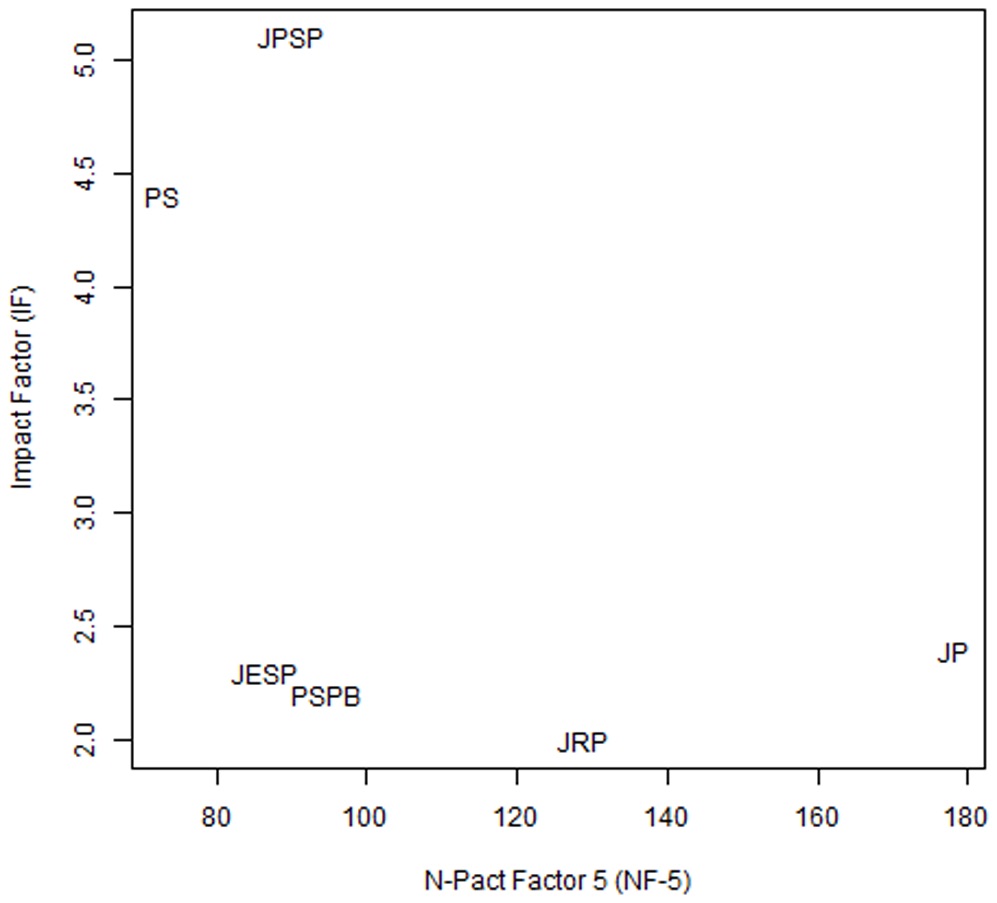 JPSP
5.0
4.5
PS
4.0
Impact Factor (IF)
3.5
3.0
2.5
JP
JESP
PSPB
2.0
JRP
80 100 120 140 160 180
N-Pact Factor 5 (NF-5)